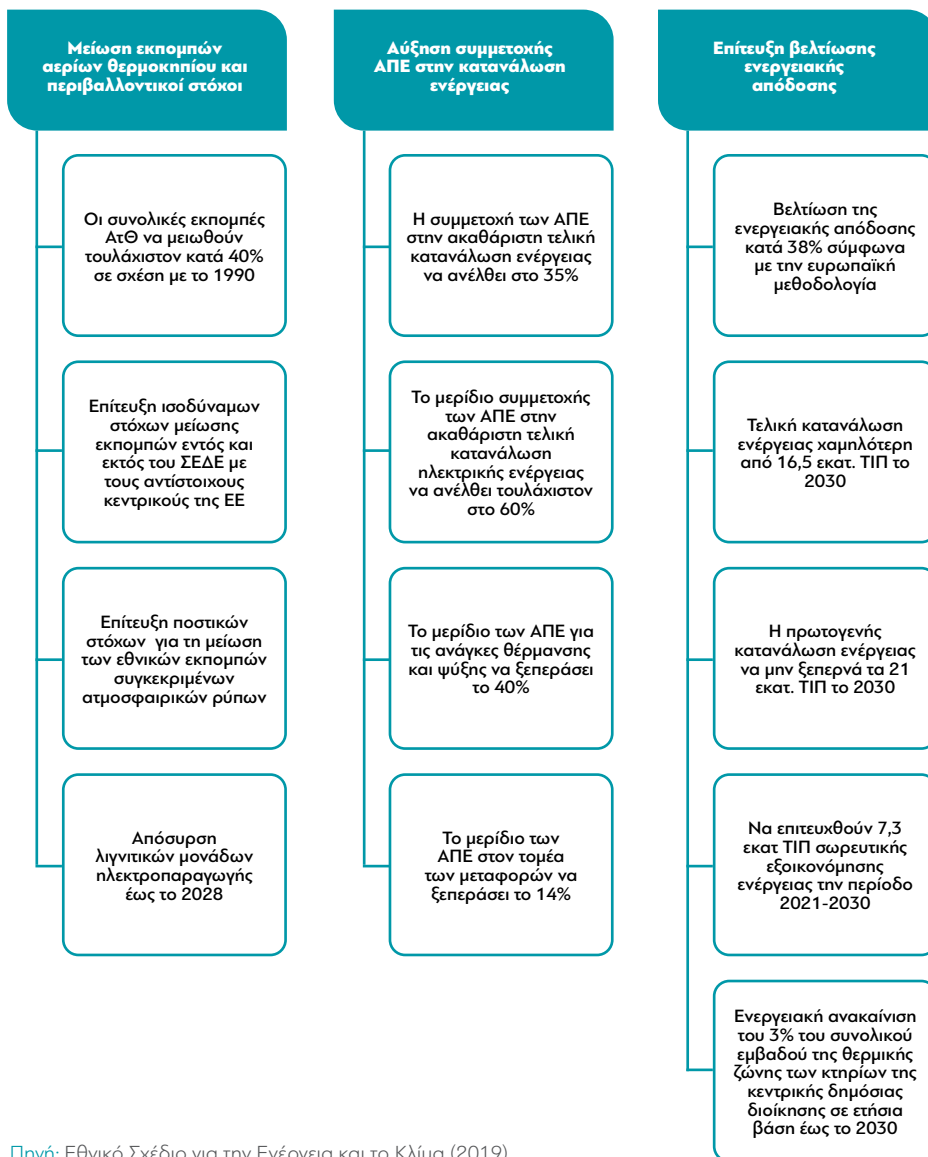 Μείωση εκπομπών
αερίων θερμοκηπίου και
περιβαλλοντικοί στόχοι
Οι συνολικές εκπομπές
ΑτΘ να μειωθούν
τουλάχιστον κατά 40%
σε σχέση με το 1990
Επίτευξη ισοδύναμων
στόχων μείωσης
εκπομπών εντός και
εκτός του ΣΕΔΕ με
τους αντίστοιχους
κεντρικούς της ΕΕ
Επίτευξη ποστικών
στόχων για τη μείωση
των εθνικών εκπομπών
συγκεκριμένων
ατμοσφαιρικών ρύπων
Απόσυρση
λιγνιτικών μονάδων
ηλεκτροπαραγωγής
έως το 2028
Αύξηση συμμετοχής
ΑΠΕ στην κατανάλωση
ενέργειας
Η συμμετοχή των ΑΠΕ
στην ακαθάριστη τελική
κατανάλωση ενέργειας
να ανέλθει στο 35%
Το μερίδιο συμμετοχής
των ΑΠΕ στην
ακαθάριστη τελική
κατανάλωση
ηλεκτρικής ενέργειας
να ανέλθει τουλάχιστον
στο 60%
Το μερίδιο των ΑΠΕ για
τις ανάγκες θέρμανσης
και ψύξης να ξεπεράσει
το 40%
Το μερίδιο των
ΑΠΕ στον τομέα
των μεταφορών να
ξεπεράσει το 14%
Επίτευξη βελτίωσης
ενεργειακής
απόδοσης
Βελτίωση της
ενεργειακής απόδοσης
κατά 38% σύμφωνα
με την ευρωπαϊκή
μεθοδολογία
Τελική κατανάλωση
ενέργειας χαμηλότερη
από 16,5 εκατ. ΤΙΠ το
2030
Η πρωτογενής
κατανάλωση ενέργειας
να μην ξεπερνά τα 21
εκατ. ΤΙΠ το 2030
Να επιτευχθούν 7,3
εκατ ΤΙΠ σωρευτικής
εξοικονόμησης
ενέργειας την περίοδο
2021-2030
Ενεργειακή ανακαίνιση
του 3% του συνολικού
εμβαδού της θερμικής
ζώνης των κτηρίων της
κεντρικής δημόσιας
διοίκησης σε ετήσια
βάση έως το 2030
Πηγή: Εθνικό Σχέδιο για την Ενέργεια και το Κλίμα (2019)